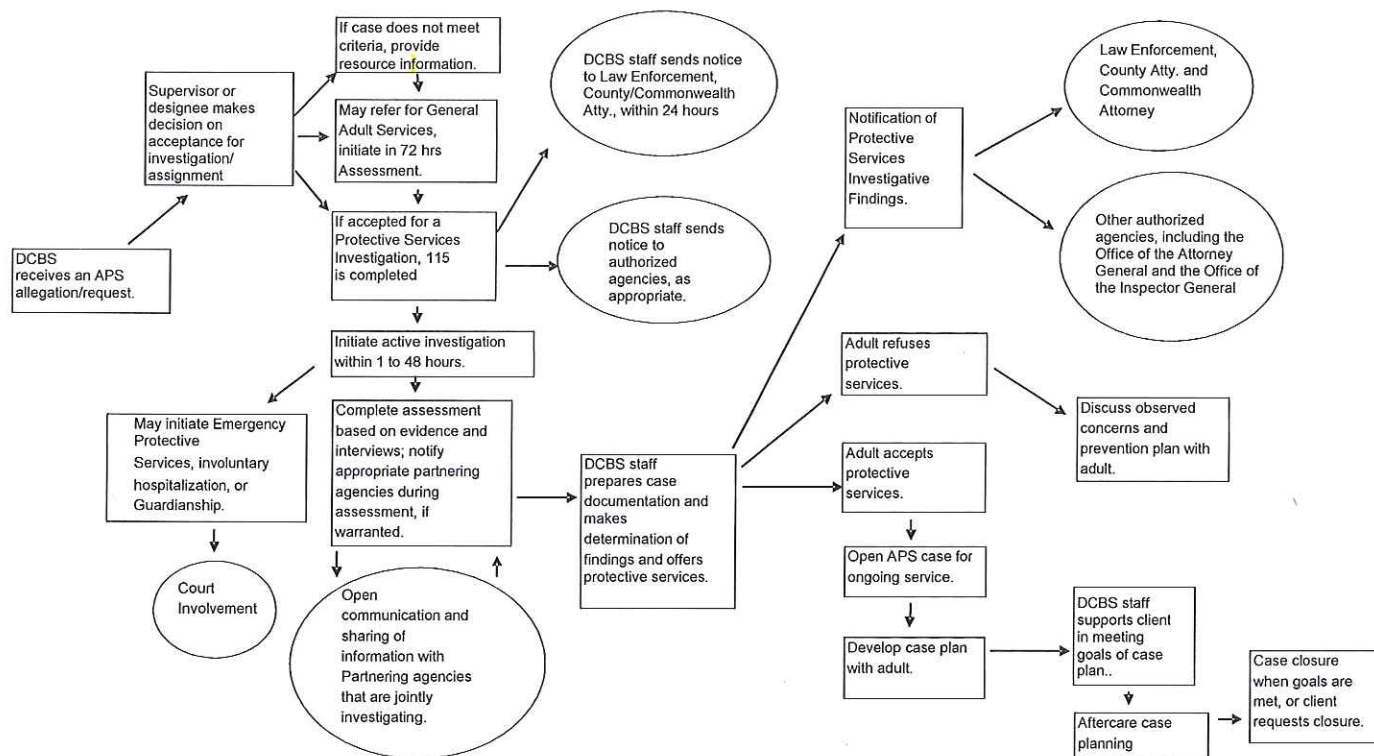 DCBS
receives an APS
allegation/request.
Supervisor or
designee makes
decision on
acceptance for
investigation/
assignment
If case does not meet
criteria, provide
resource information.
May refer for General
Adult Services,
initiate in 72 hrs
Assessment.
If accepted for a
Protective Services
Investigation, 115
is completed
DCBS staff sends notice
to Law Enforcement,
County/Commonwealth
Atty., within 24 hours
DCBS staff sends
notice to
authorized
agencies, as
appropriate.
Initiate active investigation
within 1 to 48 hours.
May initiate Emergency
Protective
Services, involuntary
hospitalization, or
Guardianship.
Court
Involvement
Complete assessment
based on evidence and
interviews; notify
appropriate partnering
agencies during
assessment, if
warranted.
Open
communication and
sharing of
information with
Partnering agencies
that are jointly
investigating.
DCBS staff
prepares case
documentation and
makes
determination of
findings and offers
protective services.
Notification of
Protective
Services
Investigative
Findings.
Law Enforcement,
County Atty. and
Commonwealth
Attorney
Other authorized
agencies, including the
Office of the Attorney
General and the Office of
the Inspector General
Adult refuses
protective
services.
Discuss observed
concerns and
prevention plan with
adult.
Adult accepts
protective
services.
Open APS case for
ongoing service.
Develop case plan
with adult.
DCBS staff
supports client
in meeting
goals of case
plan..
Aftercare case
planning
Case closure
when goals are
met, or client
requests closure.